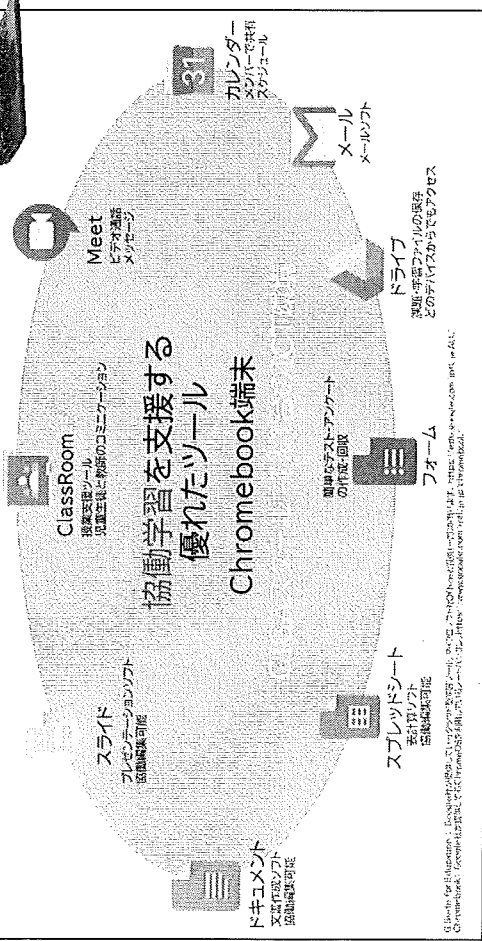 協働学習を支援する
優れたツール
Chromebook端末
ClassRoom
授業支援ツール
児童生徒と教師のコミュニケーション
Meet
ビデオ通話
メッセージ
31
カレンダー
メンバーで共有
スケジュール
メール
メールソフト
ドライブ
課題・学習ファイルの保存
どのデバイスからでもアクセス
フォーム
簡単なテスト・アンケート
の作成・回収
スプレッドシート
表計算ソフト
協働編集可能
ドキュメント
文書作成ソフト
協働編集可能
スライド
プレゼンテーションソフト
協働編集可能
G Suite for Education
Chromebook